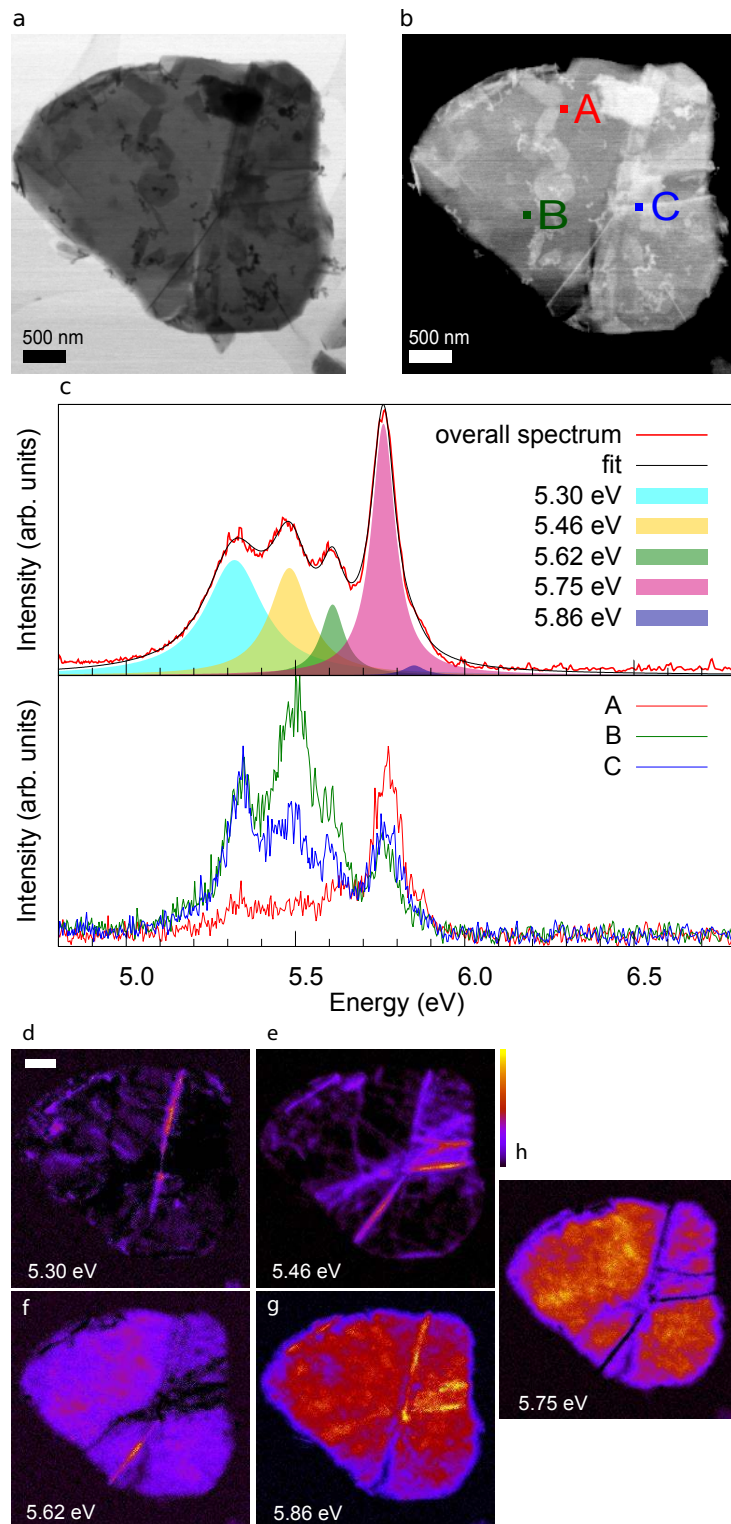 a
b
A
B
C
500 nm
500 nm
c
Intensity (arb. units)
overall spectrum
fit
5.30 eV
5.46 eV
5.62 eV
5.75 eV
5.86 eV
Intensity (arb. units)
A
B
C
5.0 5.5 6.0 6.5
Energy (eV)
d
e
5.30 eV
5.46 eV
h
f
g
5.62 eV
5.86 eV
5.75 eV